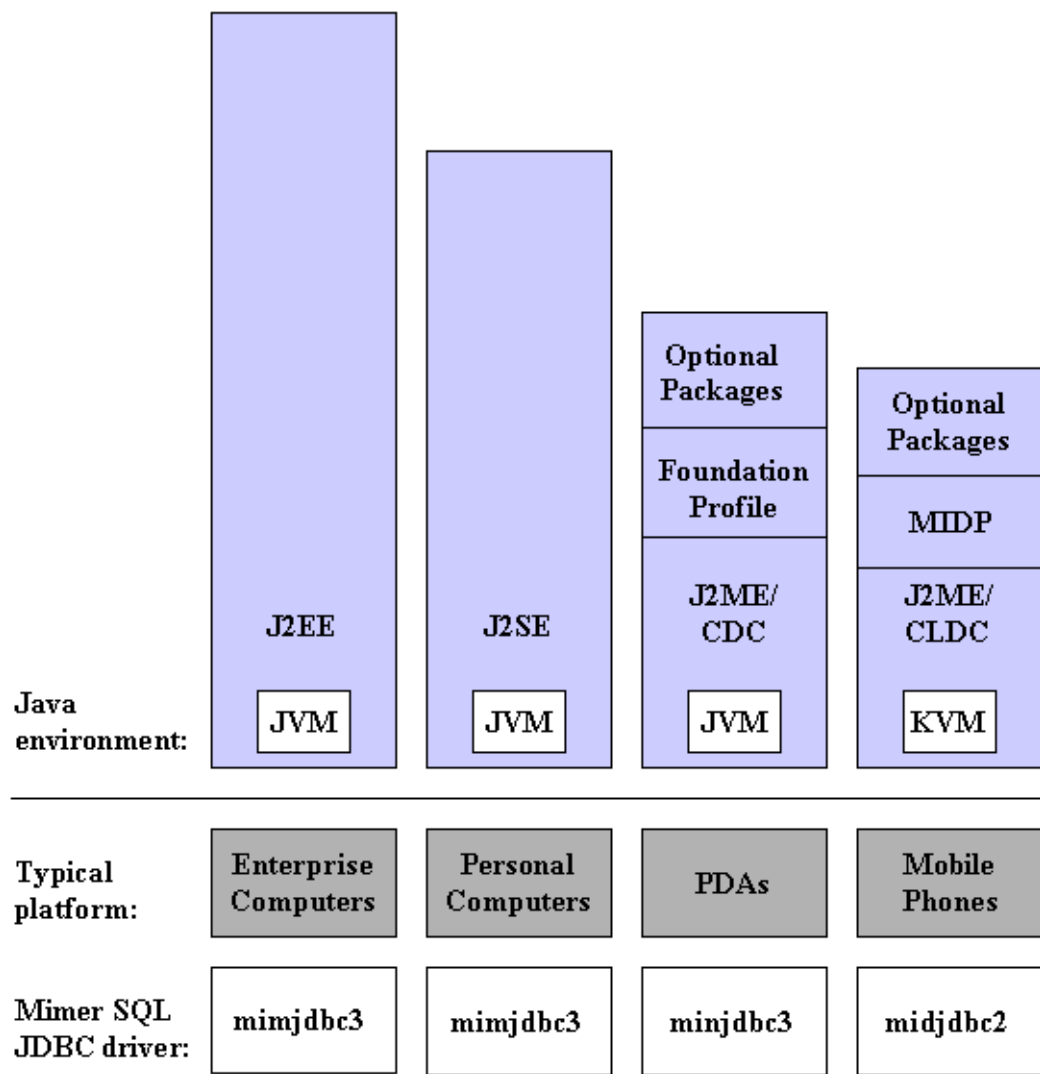 Optional
Packages
Optional
Packages
Foundation
Profile
MIDP
J2EE
J2SE
J2ME/
CDC
J2ME/
CLDC
Java
environment:
JVM
JVM
JVM
KVM
Typical
platform:
Enterprise
Computers
Personal
Computers
PDAs
Mobile
Phones
Mimer SQL
JDBC driver:
mimjdbc3
mimjdbc3
minjdbc3
midjdbc2